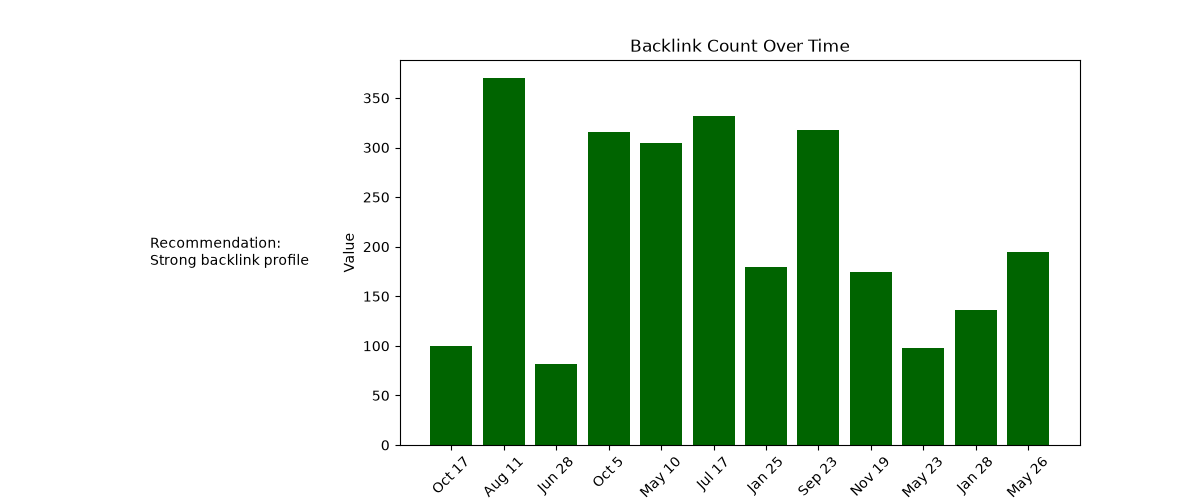 Backlink Count Over Time
Recommendation:
Strong backlink profile
Value
350
300
250
200
150
100
50
0
Oct 17
Aug 11
Jun 28
Oct 5
May 10
Jul 17
Jan 25
Sep 23
Nov 19
May 23
Jan 28
May 26